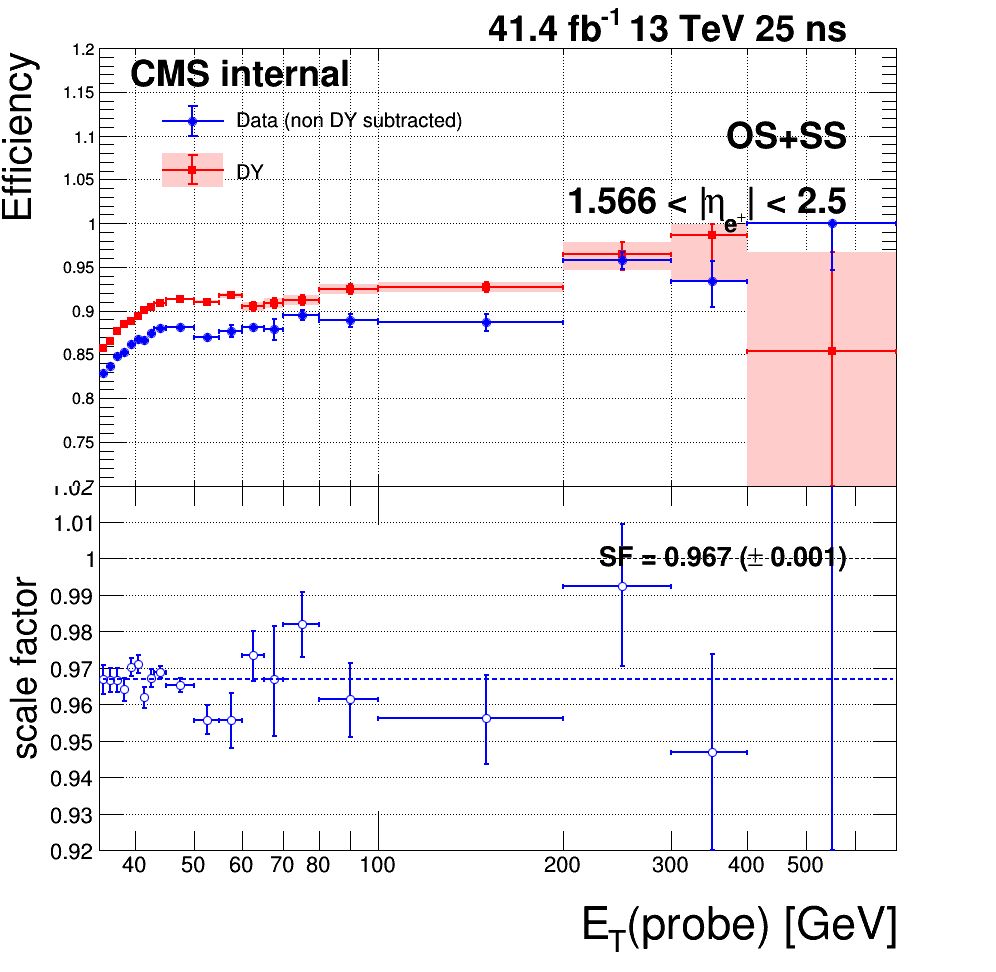 41.4 fb⁻¹ 13 TeV 25 ns
Efficiency
1.2
1.15
1.1
1.05
1
0.95
0.9
0.85
0.8
0.75
CMS internal
Data (non DY subtracted)
DY
OS+SS
1.566 < |η_e±| < 2.5
scale factor
1.02
1.01
1
0.99
0.98
0.97
0.96
0.95
0.94
0.93
0.92
SF = 0.967 (± 0.001)
40 50 60 70 80 100 200 300 400 500
E_T(probe) [GeV]